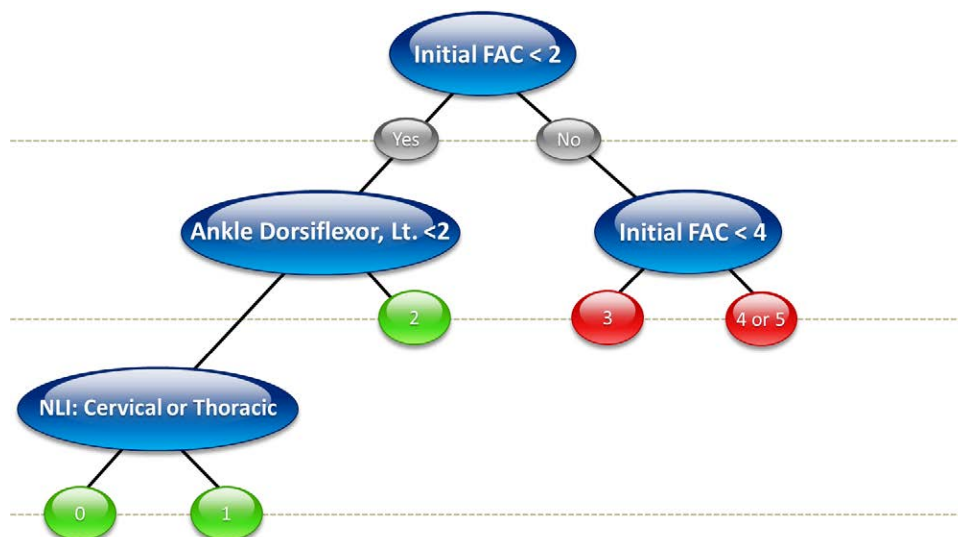 Initial FAC < 2
Yes
No
Ankle Dorsiflexor, Lt. <2
Initial FAC < 4
2
3
4 or 5
NLI: Cervical or Thoracic
0
1